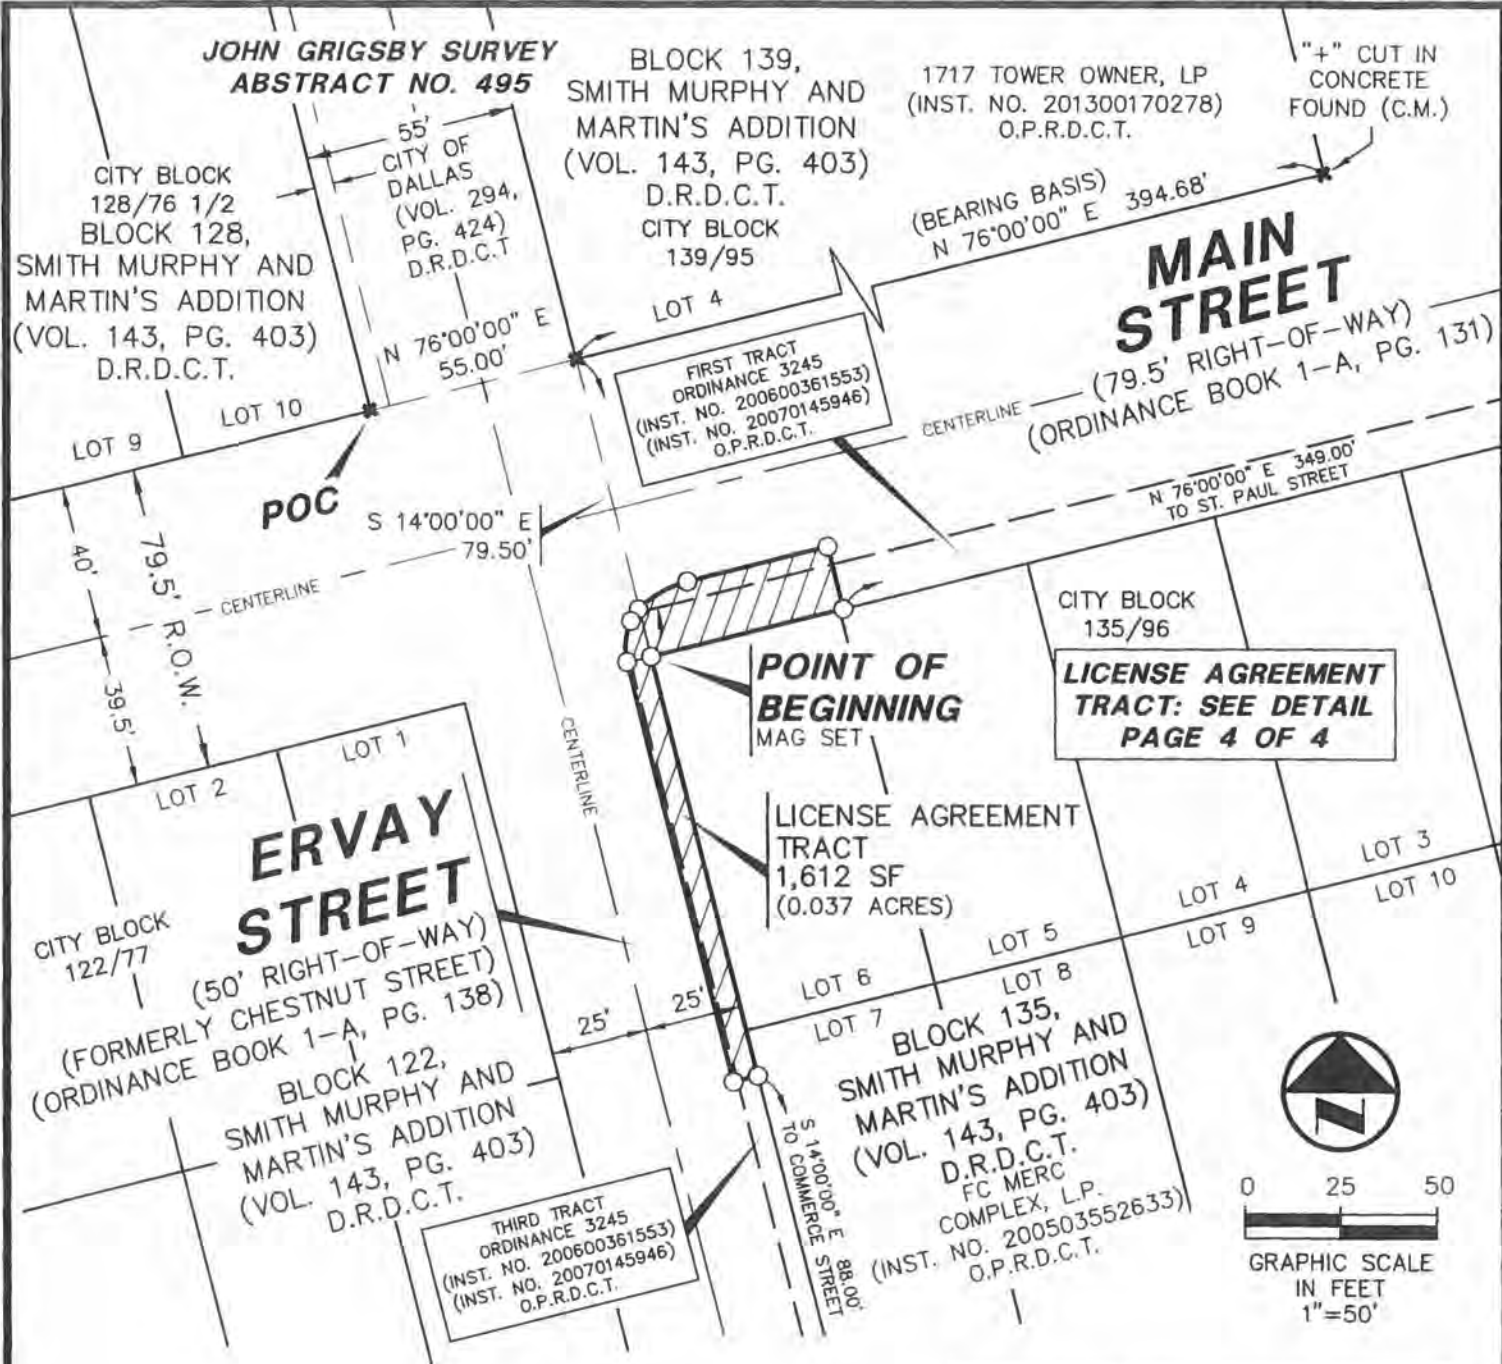 JOHN GRIGSBY SURVEY
ABSTRACT NO. 495
BLOCK 139,
SMITH MURPHY AND
MARTIN'S ADDITION
(VOL. 143, PG. 403)
D.R.D.C.T.
CITY BLOCK
139/95
1717 TOWER OWNER, LP
(INST. NO. 201300170278)
O.P.R.D.C.T.
"+" CUT IN
CONCRETE
FOUND (C.M.)
55'
CITY OF
DALLAS
(VOL. 294,
PG. 424)
D.R.D.C.T
CITY BLOCK
128/76 1/2
BLOCK 128,
SMITH MURPHY AND
MARTIN'S ADDITION
(VOL. 143, PG. 403)
D.R.D.C.T.
(BEARING BASIS)
N 76°00'00" E 394.68'
MAIN
STREET
(79.5' RIGHT-OF-WAY)
(ORDINANCE BOOK 1-A, PG. 131)
LOT 4
N 76°00'00" E
55.00'
FIRST TRACT
ORDINANCE 3245
(INST. NO. 200600361553)
(INST. NO. 20070145946)
O.P.R.D.C.T.
CENTERLINE
LOT 10
LOT 9
POC
S 14°00'00" E
79.50'
N 76°00'00" E 349.00'
TO ST. PAUL STREET
40'
79.5' R.O.W.
39.5'
CENTERLINE
CITY BLOCK
135/96
LICENSE AGREEMENT
TRACT: SEE DETAIL
PAGE 4 OF 4
POINT OF
BEGINNING
MAG SET
CENTERLINE
LOT 1
LOT 2
LICENSE AGREEMENT
TRACT
1,612 SF
(0.037 ACRES)
ERVAY
STREET
(50' RIGHT-OF-WAY)
(FORMERLY CHESTNUT STREET)
(ORDINANCE BOOK 1-A, PG. 138)
CITY BLOCK
122/77
LOT 3
LOT 10
LOT 4
LOT 9
LOT 5
LOT 8
LOT 6
LOT 7
25'
25'
BLOCK 122,
SMITH MURPHY AND
MARTIN'S ADDITION
(VOL. 143, PG. 403)
D.R.D.C.T.
BLOCK 135,
SMITH MURPHY AND
MARTIN'S ADDITION
(VOL. 143, PG. 403)
D.R.D.C.T.
FC MERC
COMPLEX, L.P.
(INST. NO. 200503552633)
O.P.R.D.C.T.
S 14°00'00" E 88.00'
TO COMMERCE STREET
THIRD TRACT
ORDINANCE 3245
(INST. NO. 200600361553)
(INST. NO. 20070145946)
O.P.R.D.C.T.
N
0 25 50
GRAPHIC SCALE
IN FEET
1"=50'